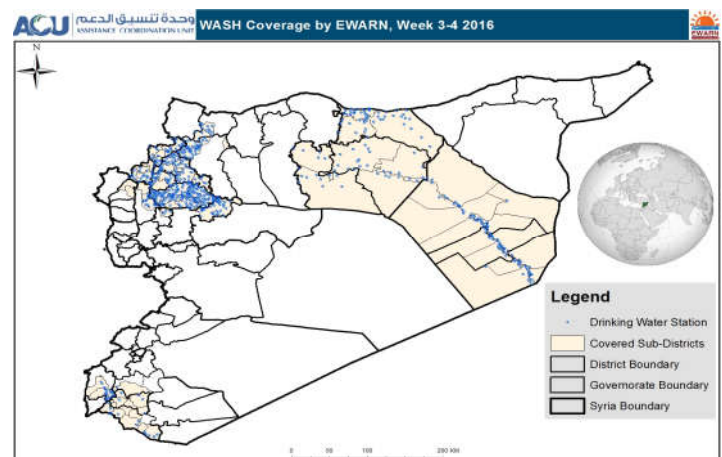 ACU
وحدة تنسيق الدعم
ASSISTANCE COORDINATION UNIT
WASH Coverage by EWARN, Week 3-4 2016
EWARN
N
Legend
Drinking Water Station
Covered Sub-Districts
District Boundary
Governorate Boundary
Syria Boundary
0 50 100 200 KM